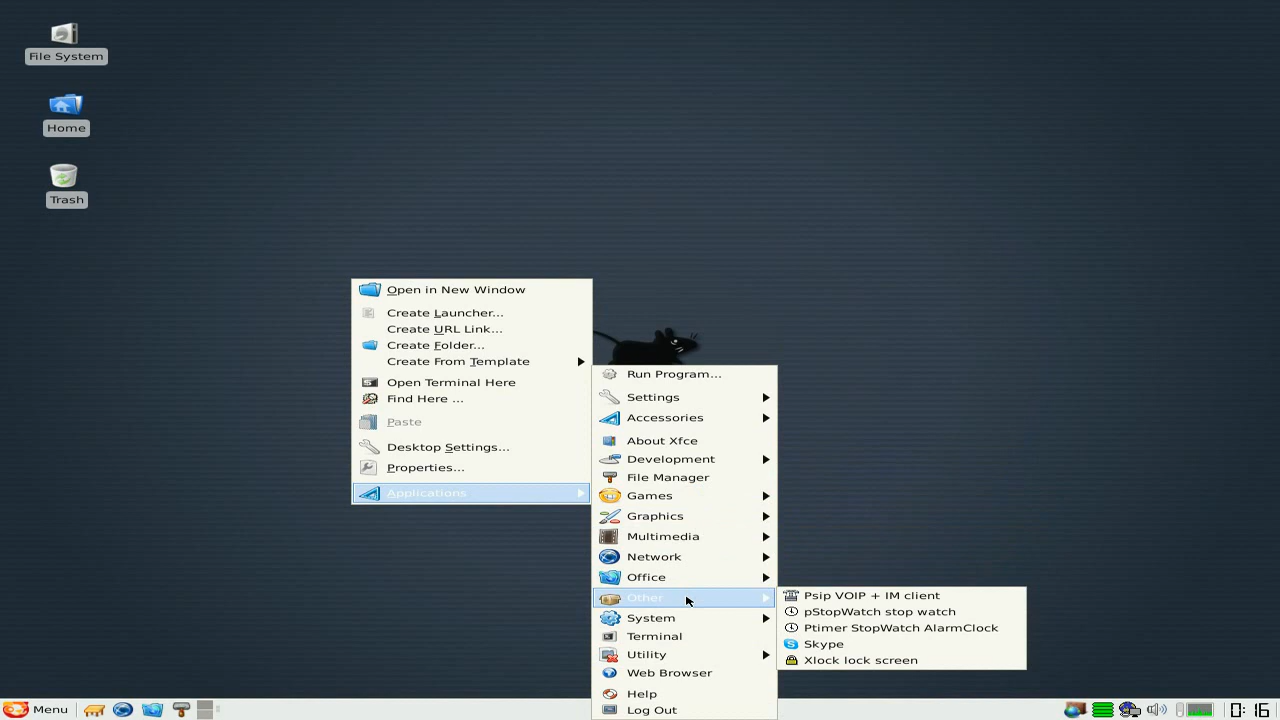 File System
Home
Trash
Open in New Window
Create Launcher...
Create URL Link...
Create Folder...
Create From Template
Open Terminal Here
Find Here ...
Paste
Desktop Settings...
Properties...
Applications
Run Program...
Settings
Accessories
About Xfce
Development
File Manager
Games
Graphics
Multimedia
Network
Office
Other
System
Terminal
Utility
Web Browser
Help
Log Out
Psip VOIP + IM client
pStopWatch stop watch
Ptimer StopWatch AlarmClock
Skype
Xlock lock screen
Menu
0:16